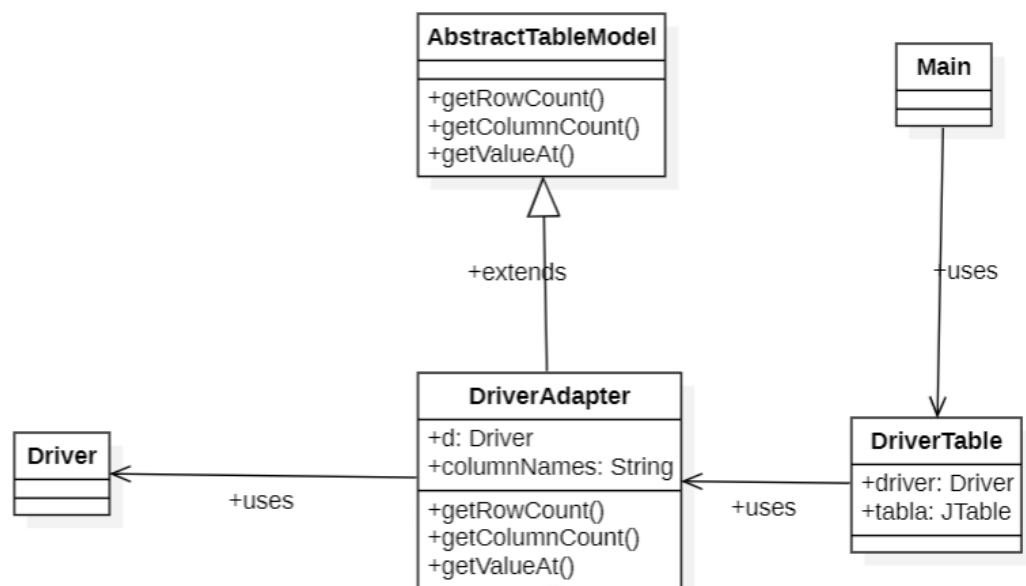 AbstractTableModel
+getRowCount()
+getColumnCount()
+getValueAt()
Main
+extends
+uses
DriverAdapter
+d: Driver
+columnNames: String
+getRowCount()
+getColumnCount()
+getValueAt()
Driver
+uses
+uses
DriverTable
+driver: Driver
+tabla: JTable